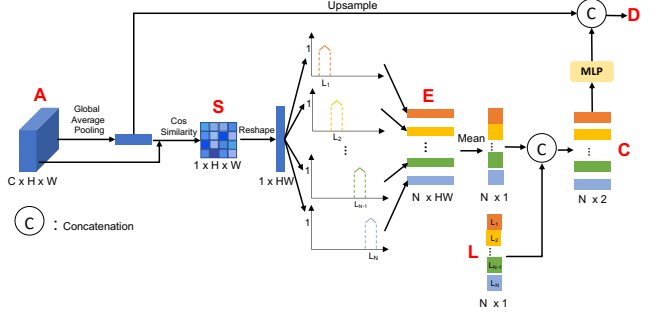 Upsample
C
D
MLP
A
Global
Average
Pooling
Cos
Similarity
S
Reshape
1
L1
1
L2
1
LN-1
1
LN
E
Mean
C
C
C x H x W
1 x H x W
1 x HW
N x HW
N x 1
N x 2
C : Concatenation
L
L1
L2
LN-1
LN
N x 1